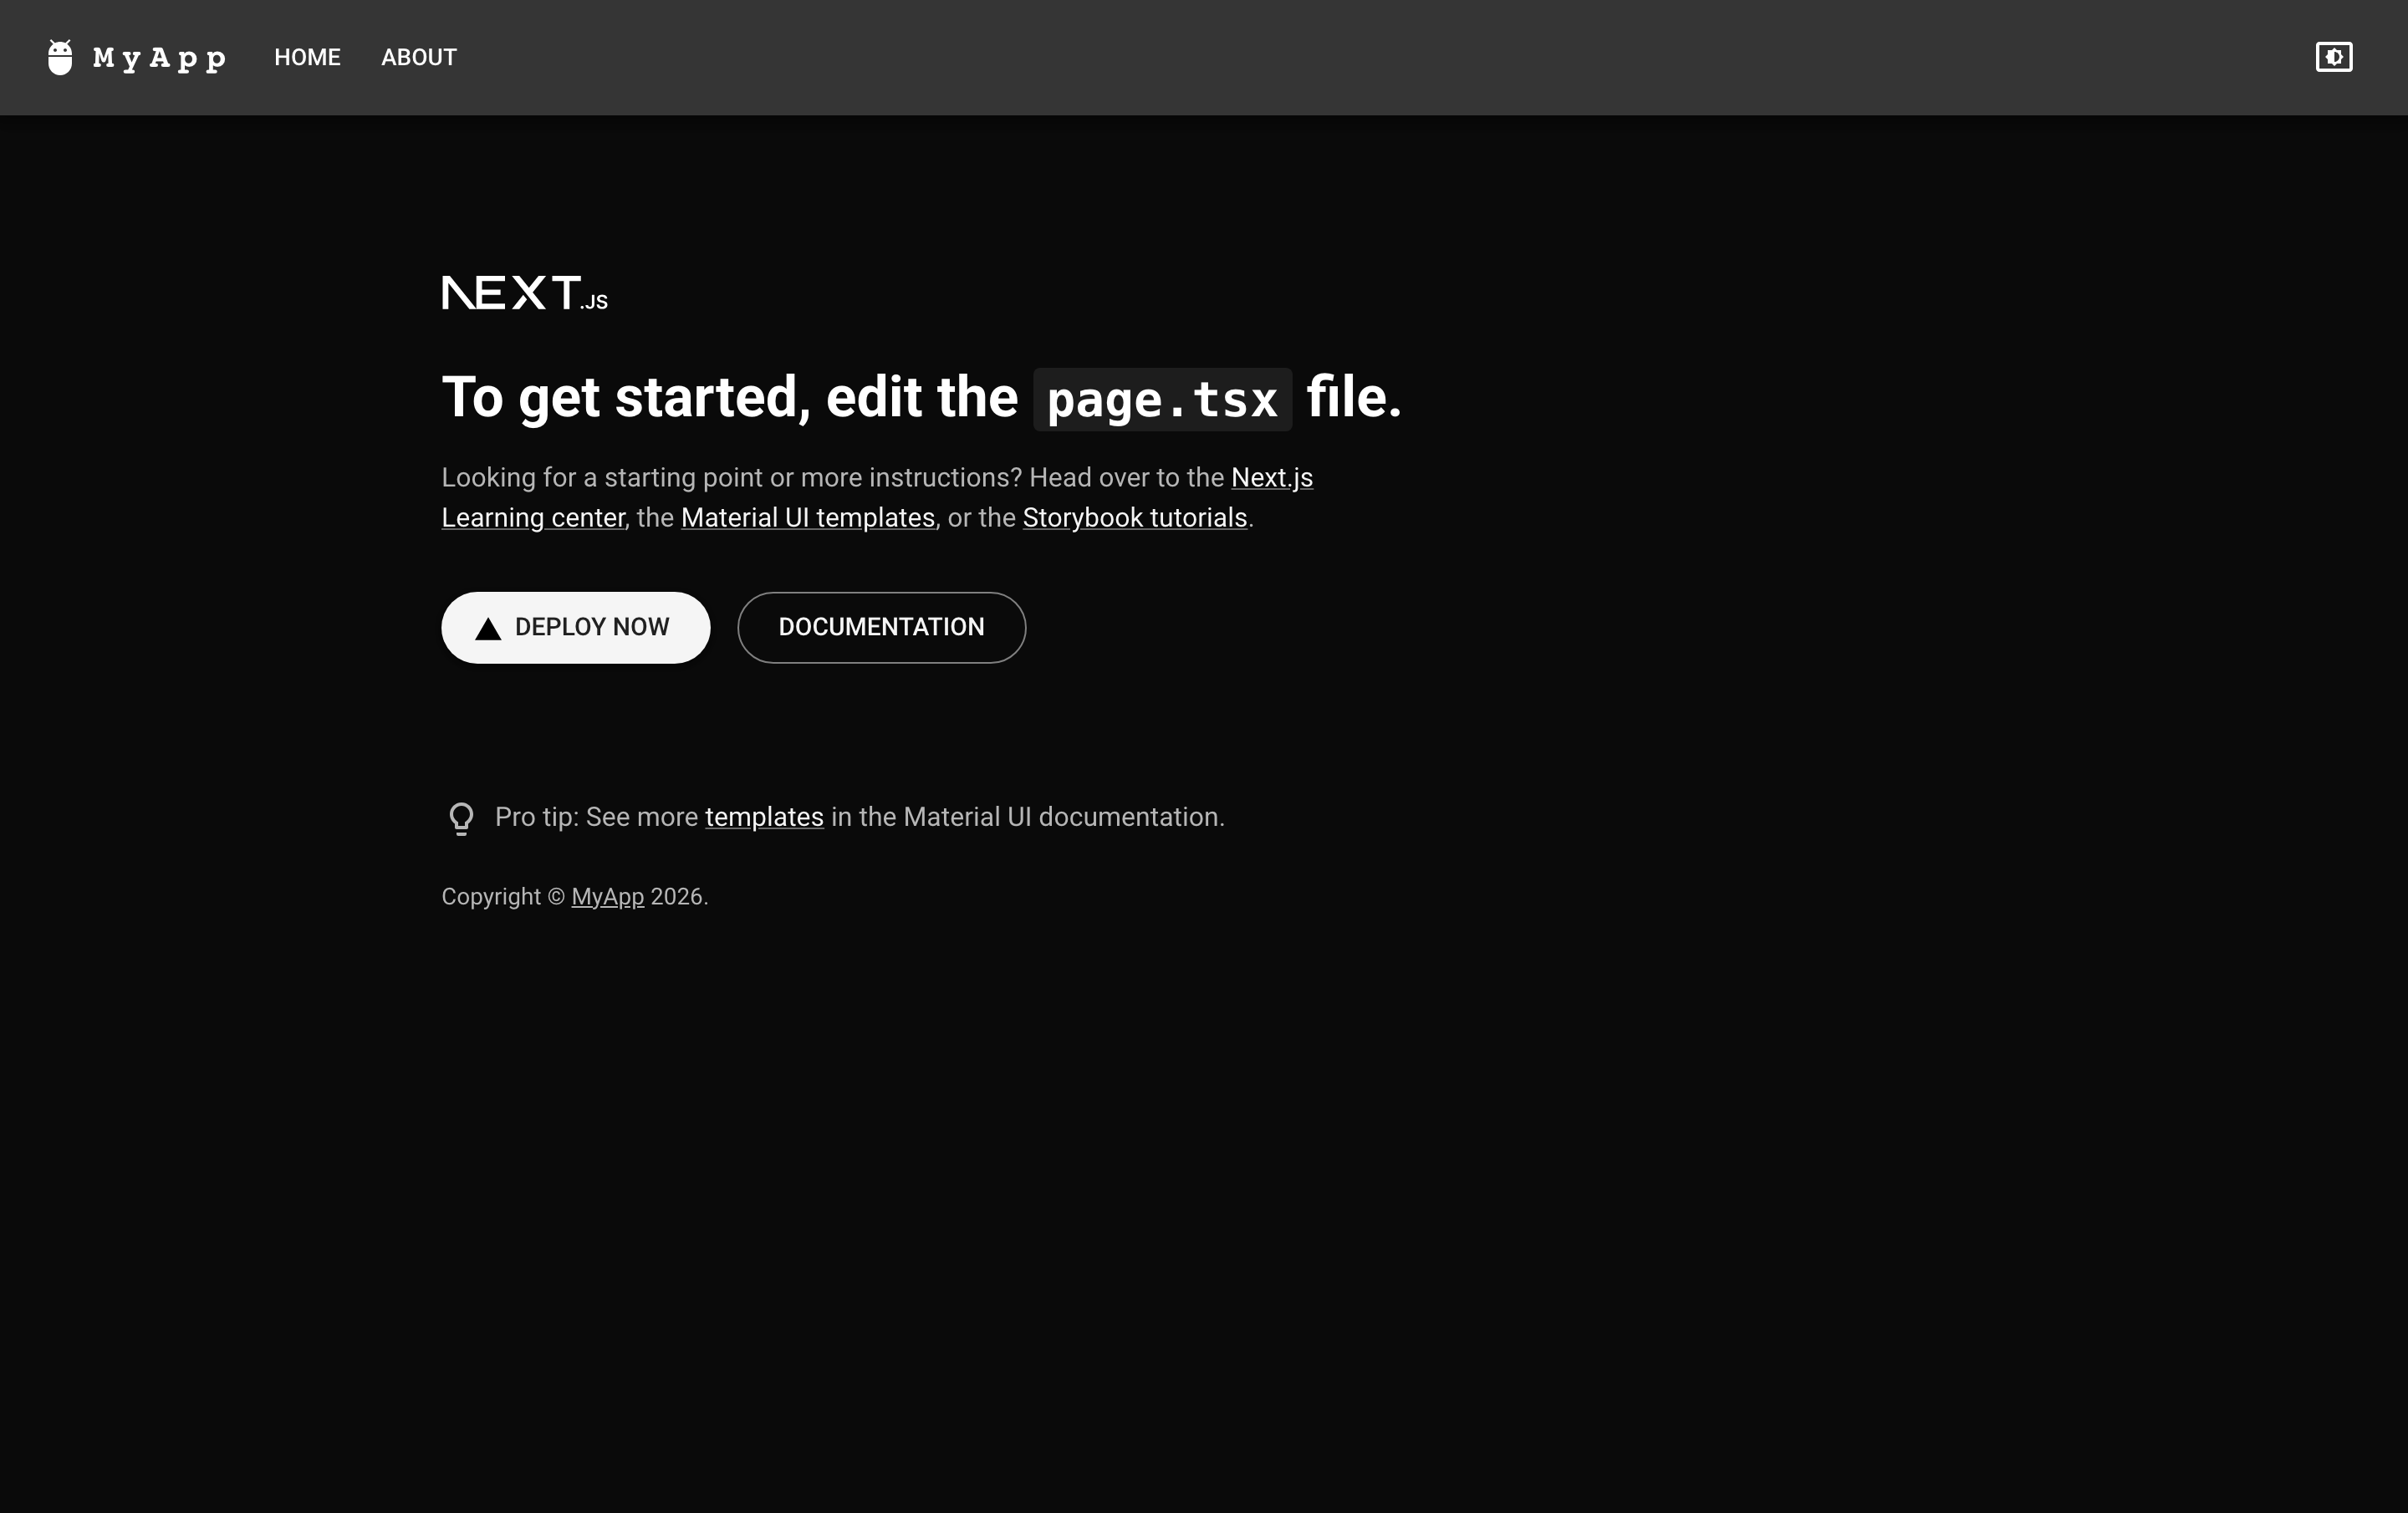 MyApp HOME ABOUT
NEXT.JS
To get started, edit the page.tsx file.
Looking for a starting point or more instructions? Head over to the Next.js
Learning center, the Material UI templates, or the Storybook tutorials.
DEPLOY NOW DOCUMENTATION
Pro tip: See more templates in the Material UI documentation.
Copyright © MyApp 2026.